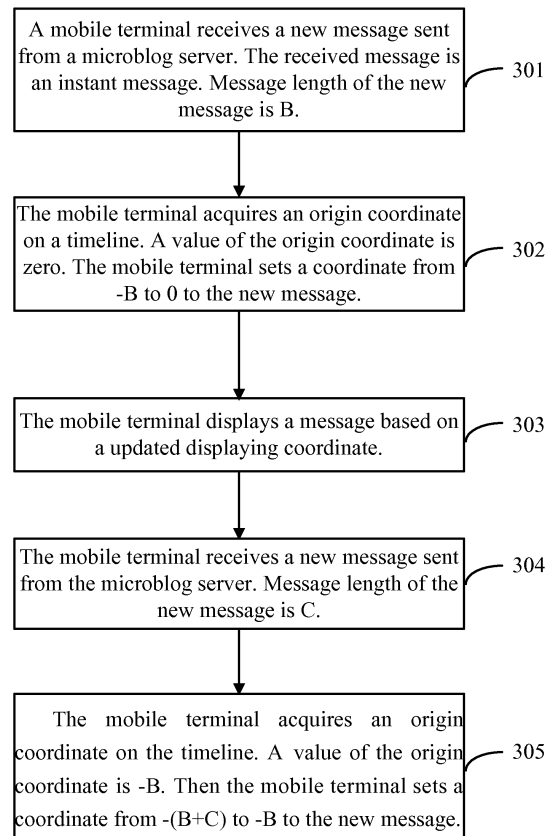 A mobile terminal receives a new message sent
from a microblog server. The received message is
an instant message. Message length of the new
message is B.
301
The mobile terminal acquires an origin coordinate
on a timeline. A value of the origin coordinate is
zero. The mobile terminal sets a coordinate from
-B to 0 to the new message.
302
The mobile terminal displays a message based on
a updated displaying coordinate.
303
The mobile terminal receives a new message sent
from the microblog server. Message length of the
new message is C.
304
The mobile terminal acquires an origin
coordinate on the timeline. A value of the origin
coordinate is -B. Then the mobile terminal sets a
coordinate from -(B+C) to -B to the new message.
305